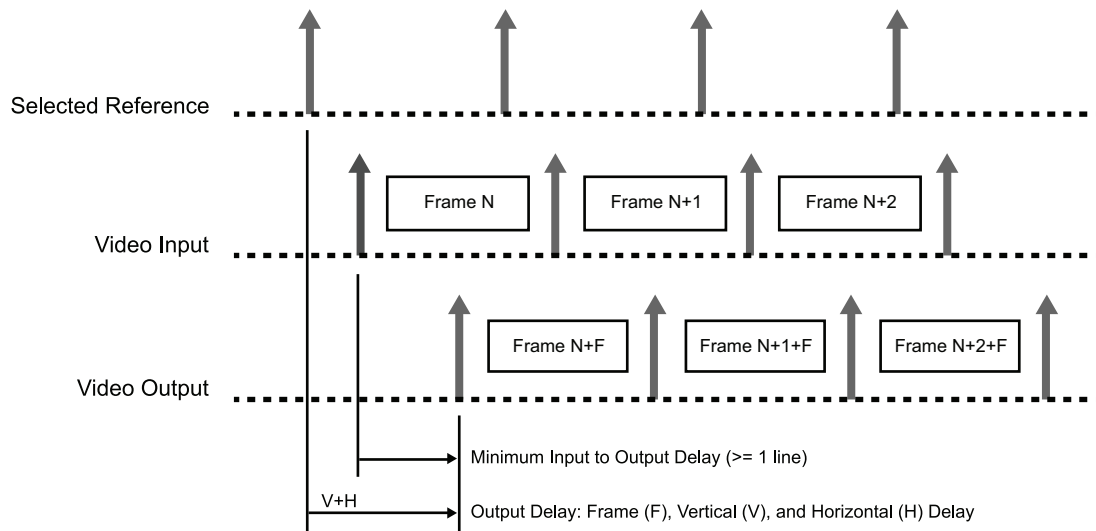 Selected Reference
Frame N
Frame N+1
Frame N+2
Video Input
Frame N+F
Frame N+1+F
Frame N+2+F
Video Output
Minimum Input to Output Delay (>= 1 line)
V+H
Output Delay: Frame (F), Vertical (V), and Horizontal (H) Delay